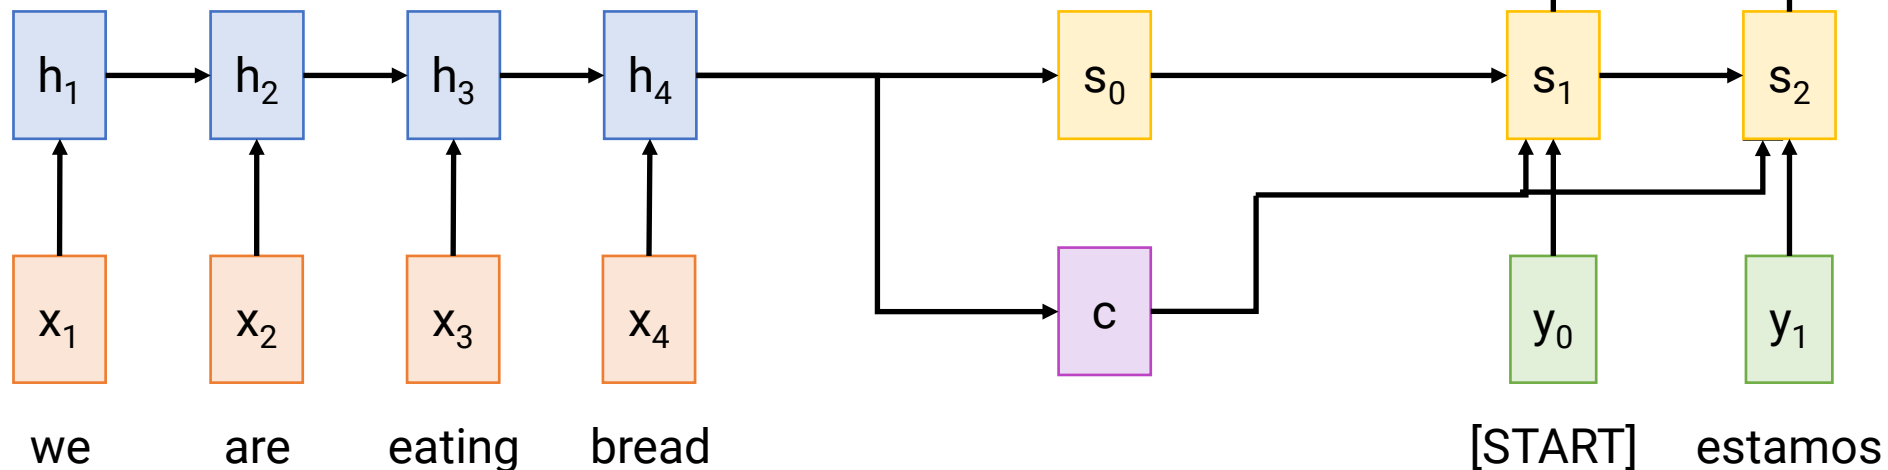 h₁ h₂ h₃ h₄ s₀ s₁ s₂
x₁ x₂ x₃ x₄ c y₀ y₁
we are eating bread [START] estamos